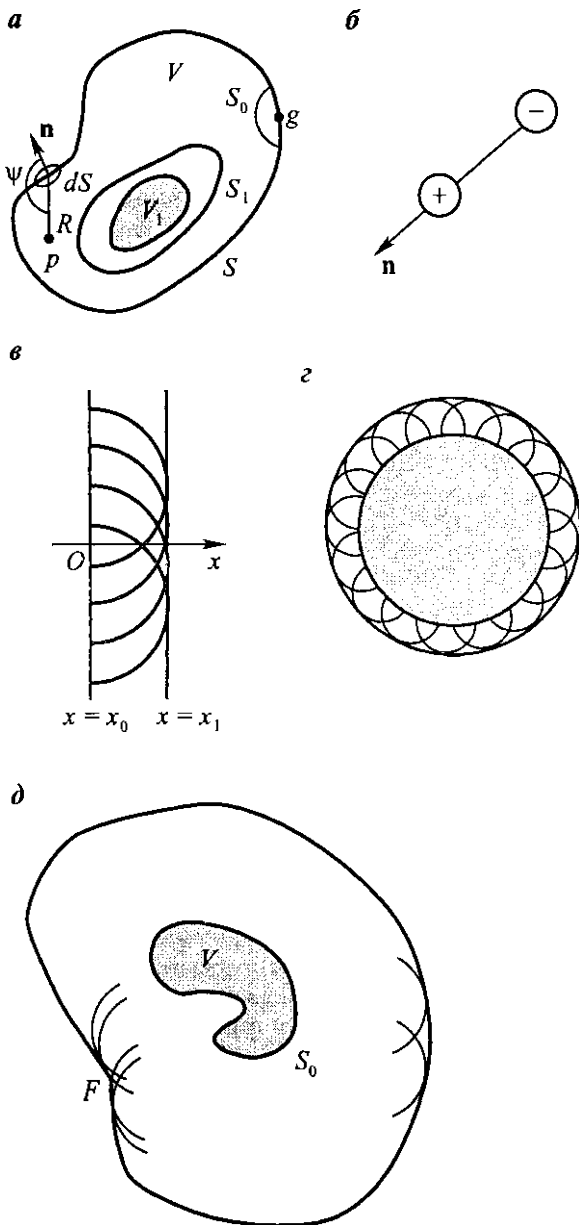 а
V
n
ψ
dS
R
p
V₁
S₁
S
S₀
g
б
−
+
n
в
O
x
x = x₀
x = x₁
г
д
V
S₀
F